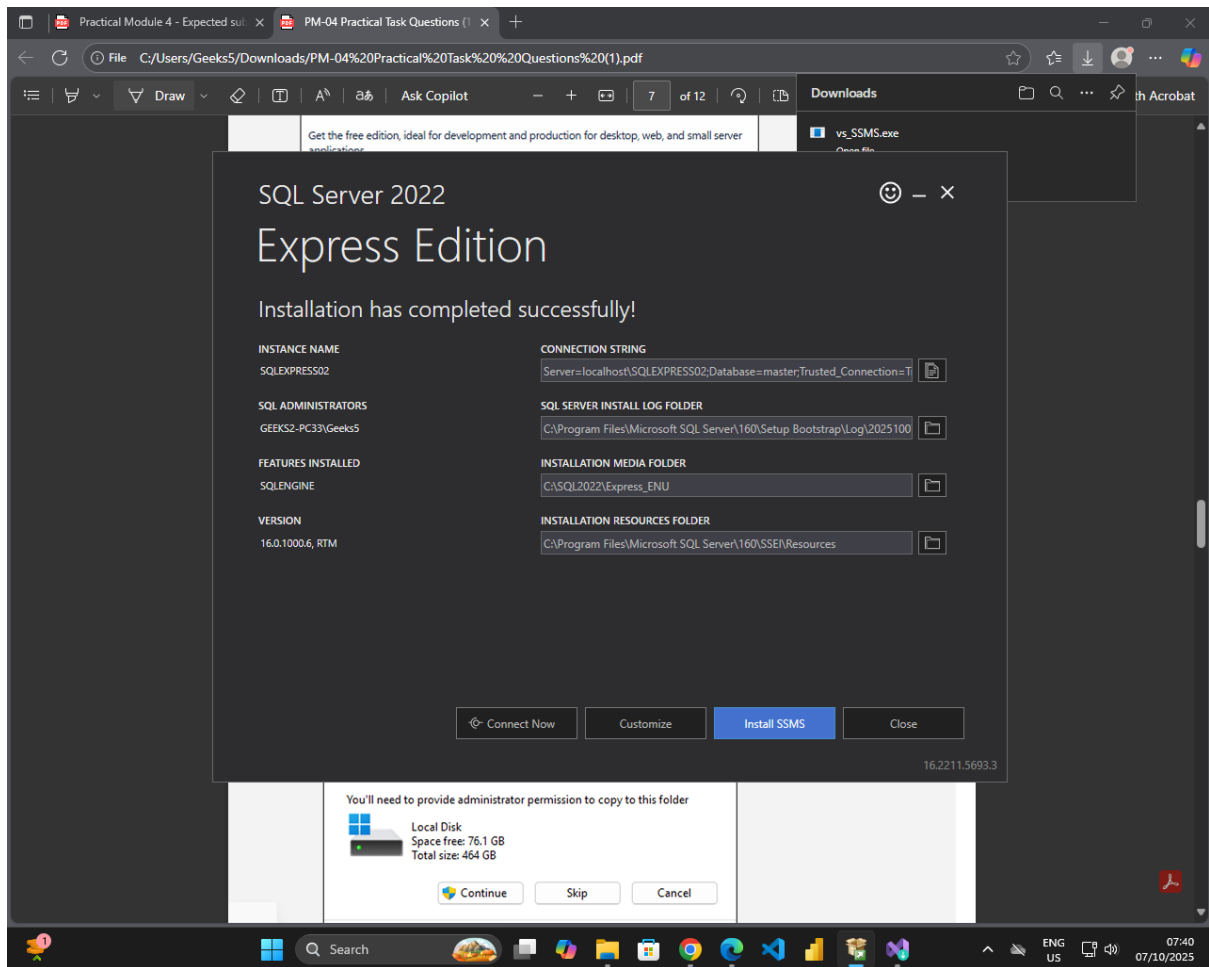 Practical Module 4 - Expected sub
PM-04 Practical Task Questions (1
File C:/Users/Geeks5/Downloads/PM-04%20Practical%20Task%20%20Questions%20(1).pdf
Draw
Ask Copilot
7 of 12
Downloads
th Acrobat
vs_SSMS.exe
Open file
Get the free edition, ideal for development and production for desktop, web, and small server
applications
SQL Server 2022
Express Edition
Installation has completed successfully!
INSTANCE NAME
SQLEXPRESS02
CONNECTION STRING
Server=localhost\SQLEXPRESS02;Database=master;Trusted_Connection=T
SQL ADMINISTRATORS
GEEKS2-PC33\Geeks5
SQL SERVER INSTALL LOG FOLDER
C:\Program Files\Microsoft SQL Server\160\Setup Bootstrap\Log\2025100
FEATURES INSTALLED
SQLENGINE
INSTALLATION MEDIA FOLDER
C:\SQL2022\Express_ENU
VERSION
16.0.1000.6, RTM
INSTALLATION RESOURCES FOLDER
C:\Program Files\Microsoft SQL Server\160\SSEI\Resources
Connect Now
Customize
Install SSMS
Close
16.2211.5693.3
You'll need to provide administrator permission to copy to this folder
Local Disk
Space free: 76.1 GB
Total size: 464 GB
Continue
Skip
Cancel
1
Search
ENG
US
07:40
07/10/2025